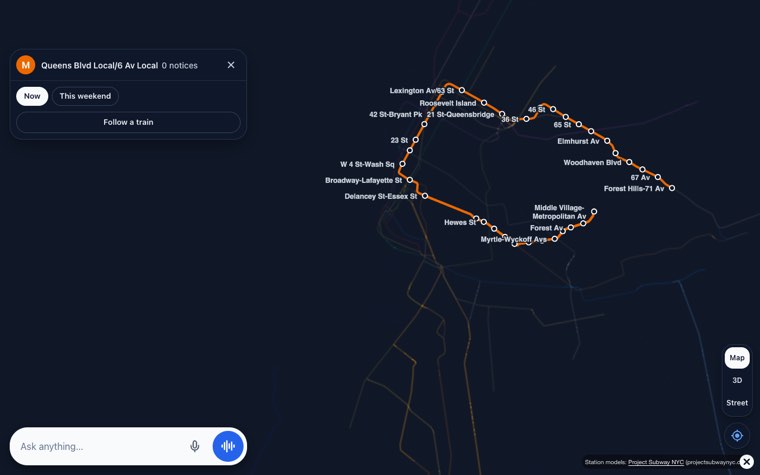 M Queens Blvd Local/6 Av Local 0 notices
Now This weekend
Follow a train
Lexington Av/63 St
Roosevelt Island
42 St-Bryant Pk 21 St-Queensbridge
36 St
46 St
65 St
23 St
Elmhurst Av
W 4 St-Wash Sq
Woodhaven Blvd
Broadway-Lafayette St
67 Av
Forest Hills-71 Av
Delancey St-Essex St
Middle Village-
Metropolitan Av
Hewes St
Forest Av
Myrtle-Wyckoff Avs
Map
3D
Street
Ask anything...
Station models: Project Subway NYC (projectsubwaynyc.c